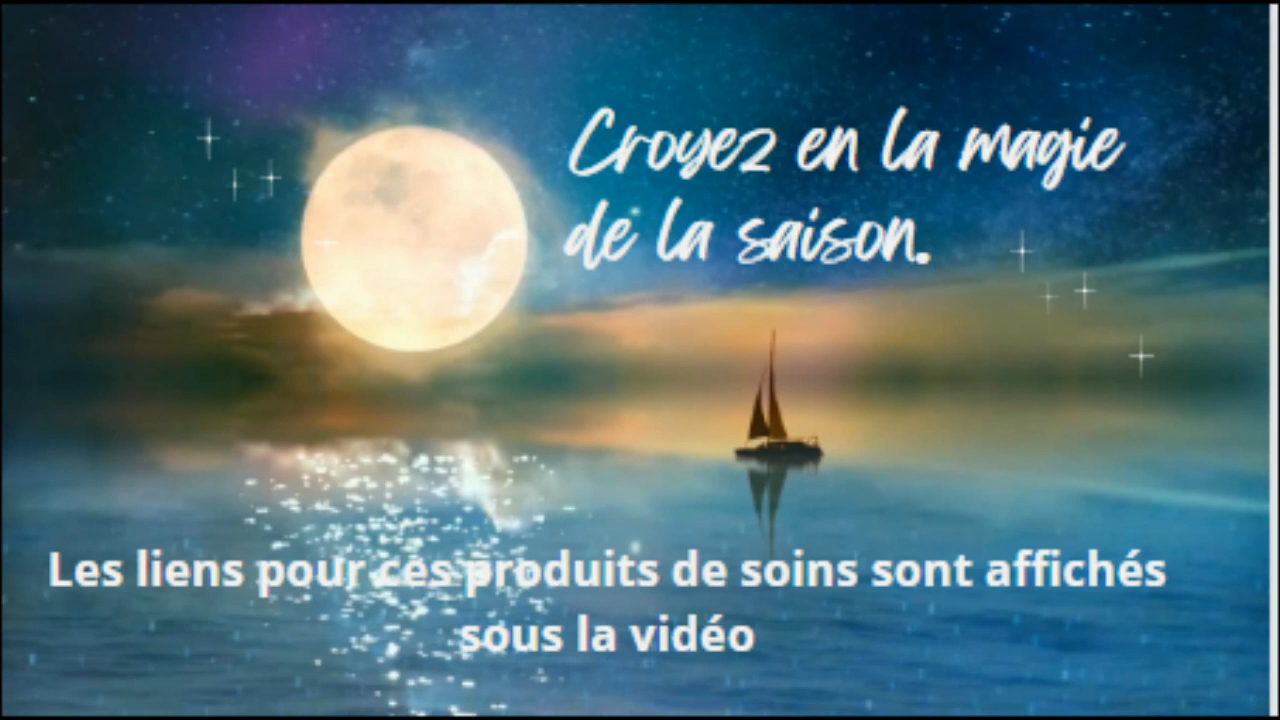 Croyez en la magie
de la saison.
Les liens pour ces produits de soins sont affichés
sous la vidéo